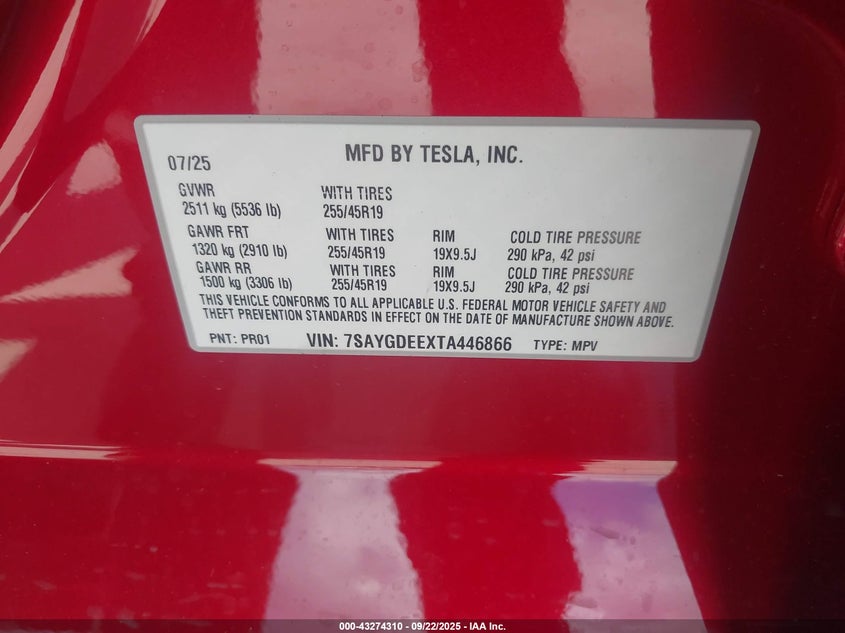 07/25 MFD BY TESLA, INC.
GVWR WITH TIRES
2511 kg (5536 lb) 255/45R19
GAWR FRT WITH TIRES RIM COLD TIRE PRESSURE
1320 kg (2910 lb) 255/45R19 19X9.5J 290 kPa, 42 psi
GAWR RR WITH TIRES RIM COLD TIRE PRESSURE
1500 kg (3306 lb) 255/45R19 19X9.5J 290 kPa, 42 psi
THIS VEHICLE CONFORMS TO ALL APPLICABLE U.S. FEDERAL MOTOR VEHICLE SAFETY AND
THEFT PREVENTION STANDARDS IN EFFECT ON THE DATE OF MANUFACTURE SHOWN ABOVE.
PNT: PR01 VIN: 7SAYGDEEXTA446866 TYPE: MPV
000-43274310 - 09/22/2025 - IAA Inc.